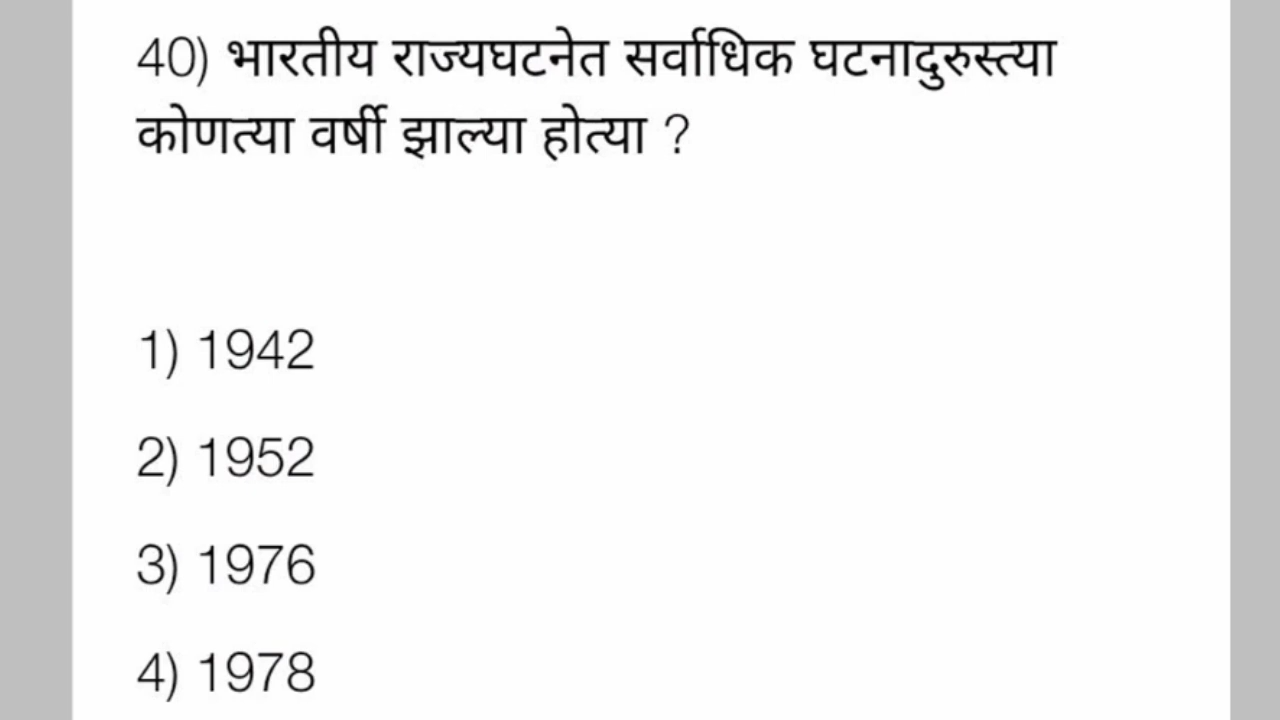 40) भारतीय राज्यघटनेत सर्वाधिक घटनादुरुस्त्या
कोणत्या वर्षी झाल्या होत्या ?
1) 1942
2) 1952
3) 1976
4) 1978